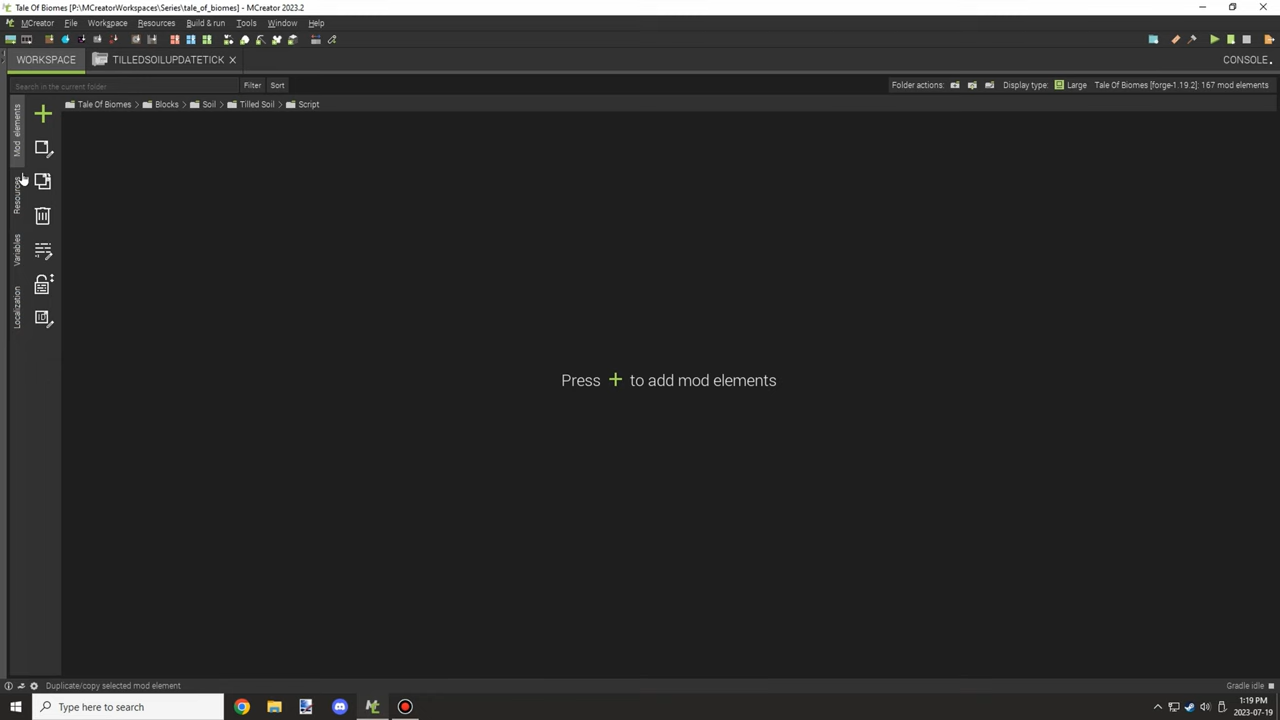 Tale Of Biomes [P:\MCreatorWorkspaces\Series\tale_of_biomes] - MCreator 2023.2
MCreator File Workspace Resources Build & run Tools Window Help
WORKSPACE TILLEDSOILUPDATETICK CONSOLE
Search in the current folder Filter Sort Folder actions: Display type: Large Tale Of Biomes [forge-1.19.2]: 167 mod elements
Tale Of Biomes Blocks Soil Tilled Soil Script
Mod elements
Resources
Variables
Localization
Press + to add mod elements
Duplicate/copy selected mod element Gradle idle
Type here to search
1:19 PM
2023-07-19